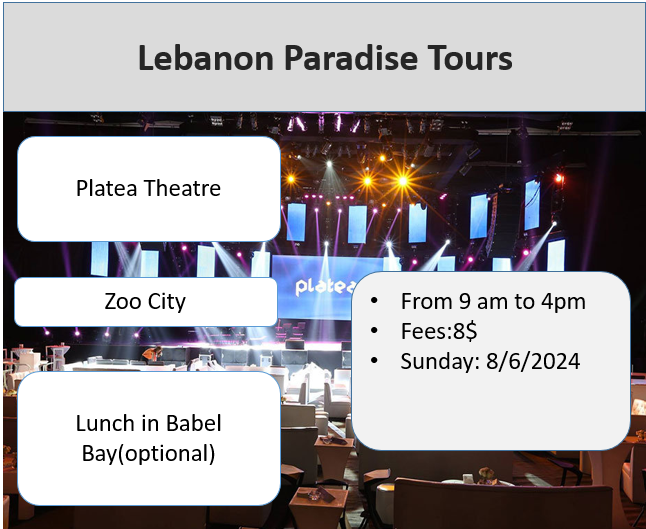 Lebanon Paradise Tours
Platea Theatre
platea
Zoo City
• From 9 am to 4pm
• Fees:8$
• Sunday: 8/6/2024
Lunch in Babel
Bay(optional)